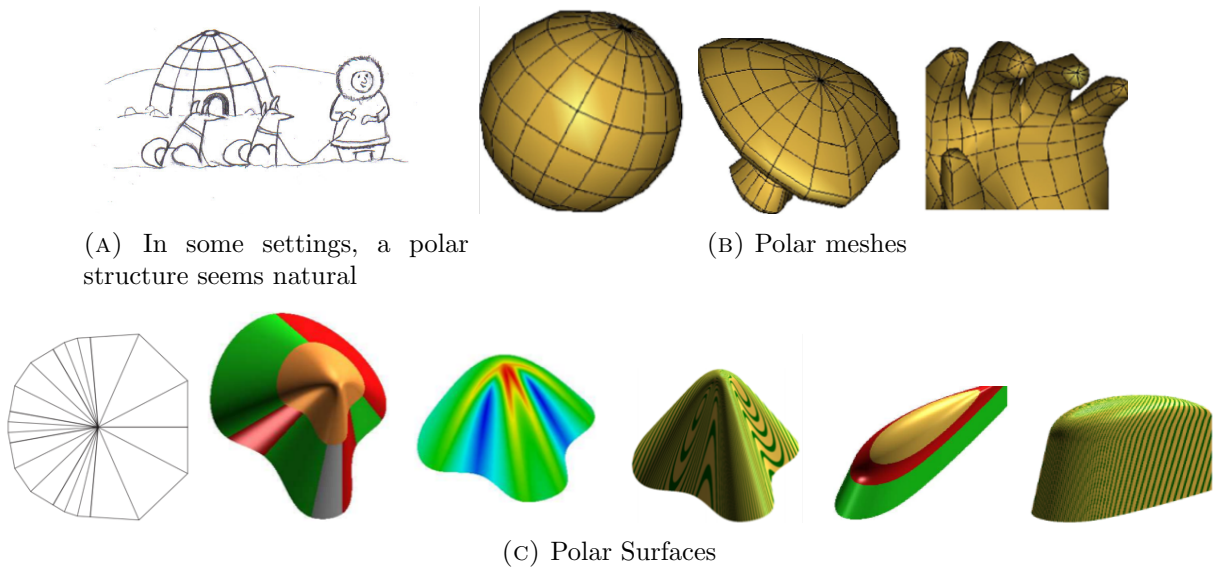 (A) In some settings, a polar
structure seems natural
(B) Polar meshes
(C) Polar Surfaces